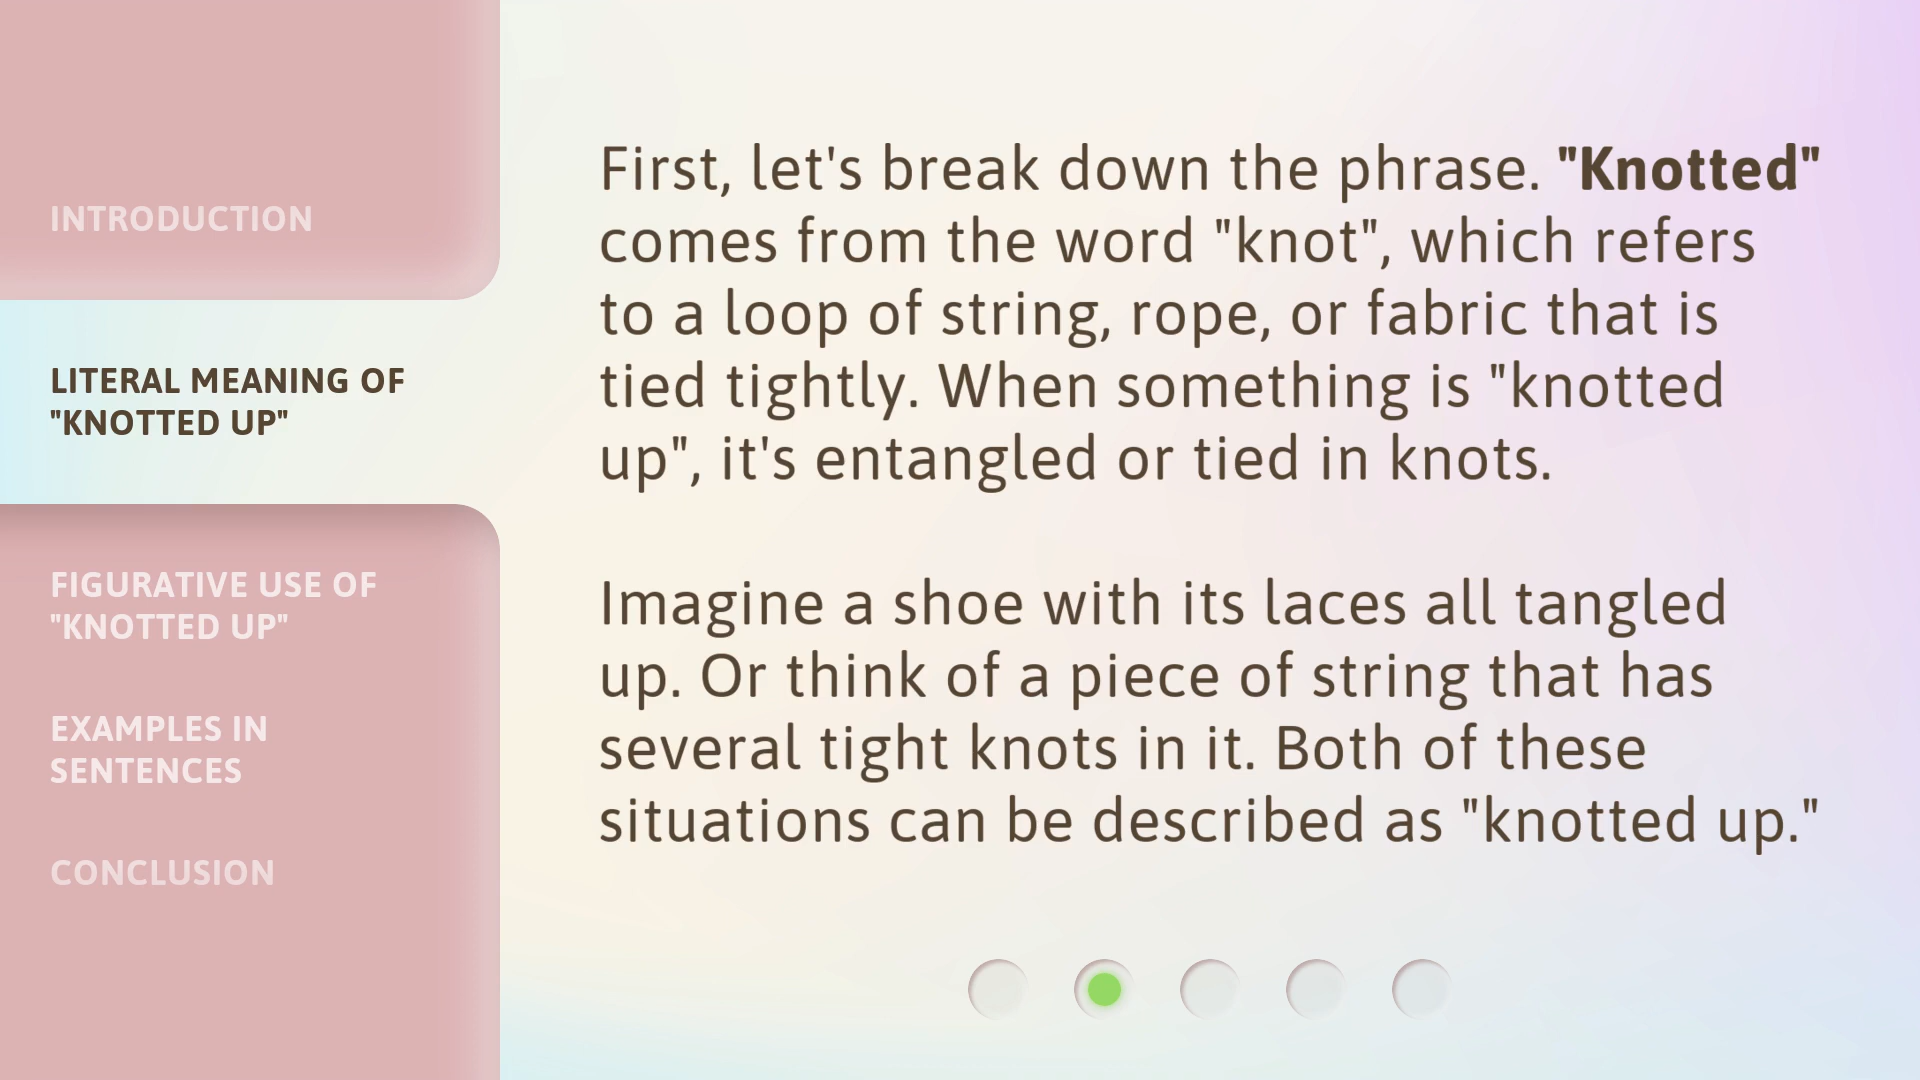 INTRODUCTION
LITERAL MEANING OF
"KNOTTED UP"
FIGURATIVE USE OF
"KNOTTED UP"
EXAMPLES IN
SENTENCES
CONCLUSION
First, let's break down the phrase. "Knotted"
comes from the word "knot", which refers
to a loop of string, rope, or fabric that is
tied tightly. When something is "knotted
up", it's entangled or tied in knots.
Imagine a shoe with its laces all tangled
up. Or think of a piece of string that has
several tight knots in it. Both of these
situations can be described as "knotted up."